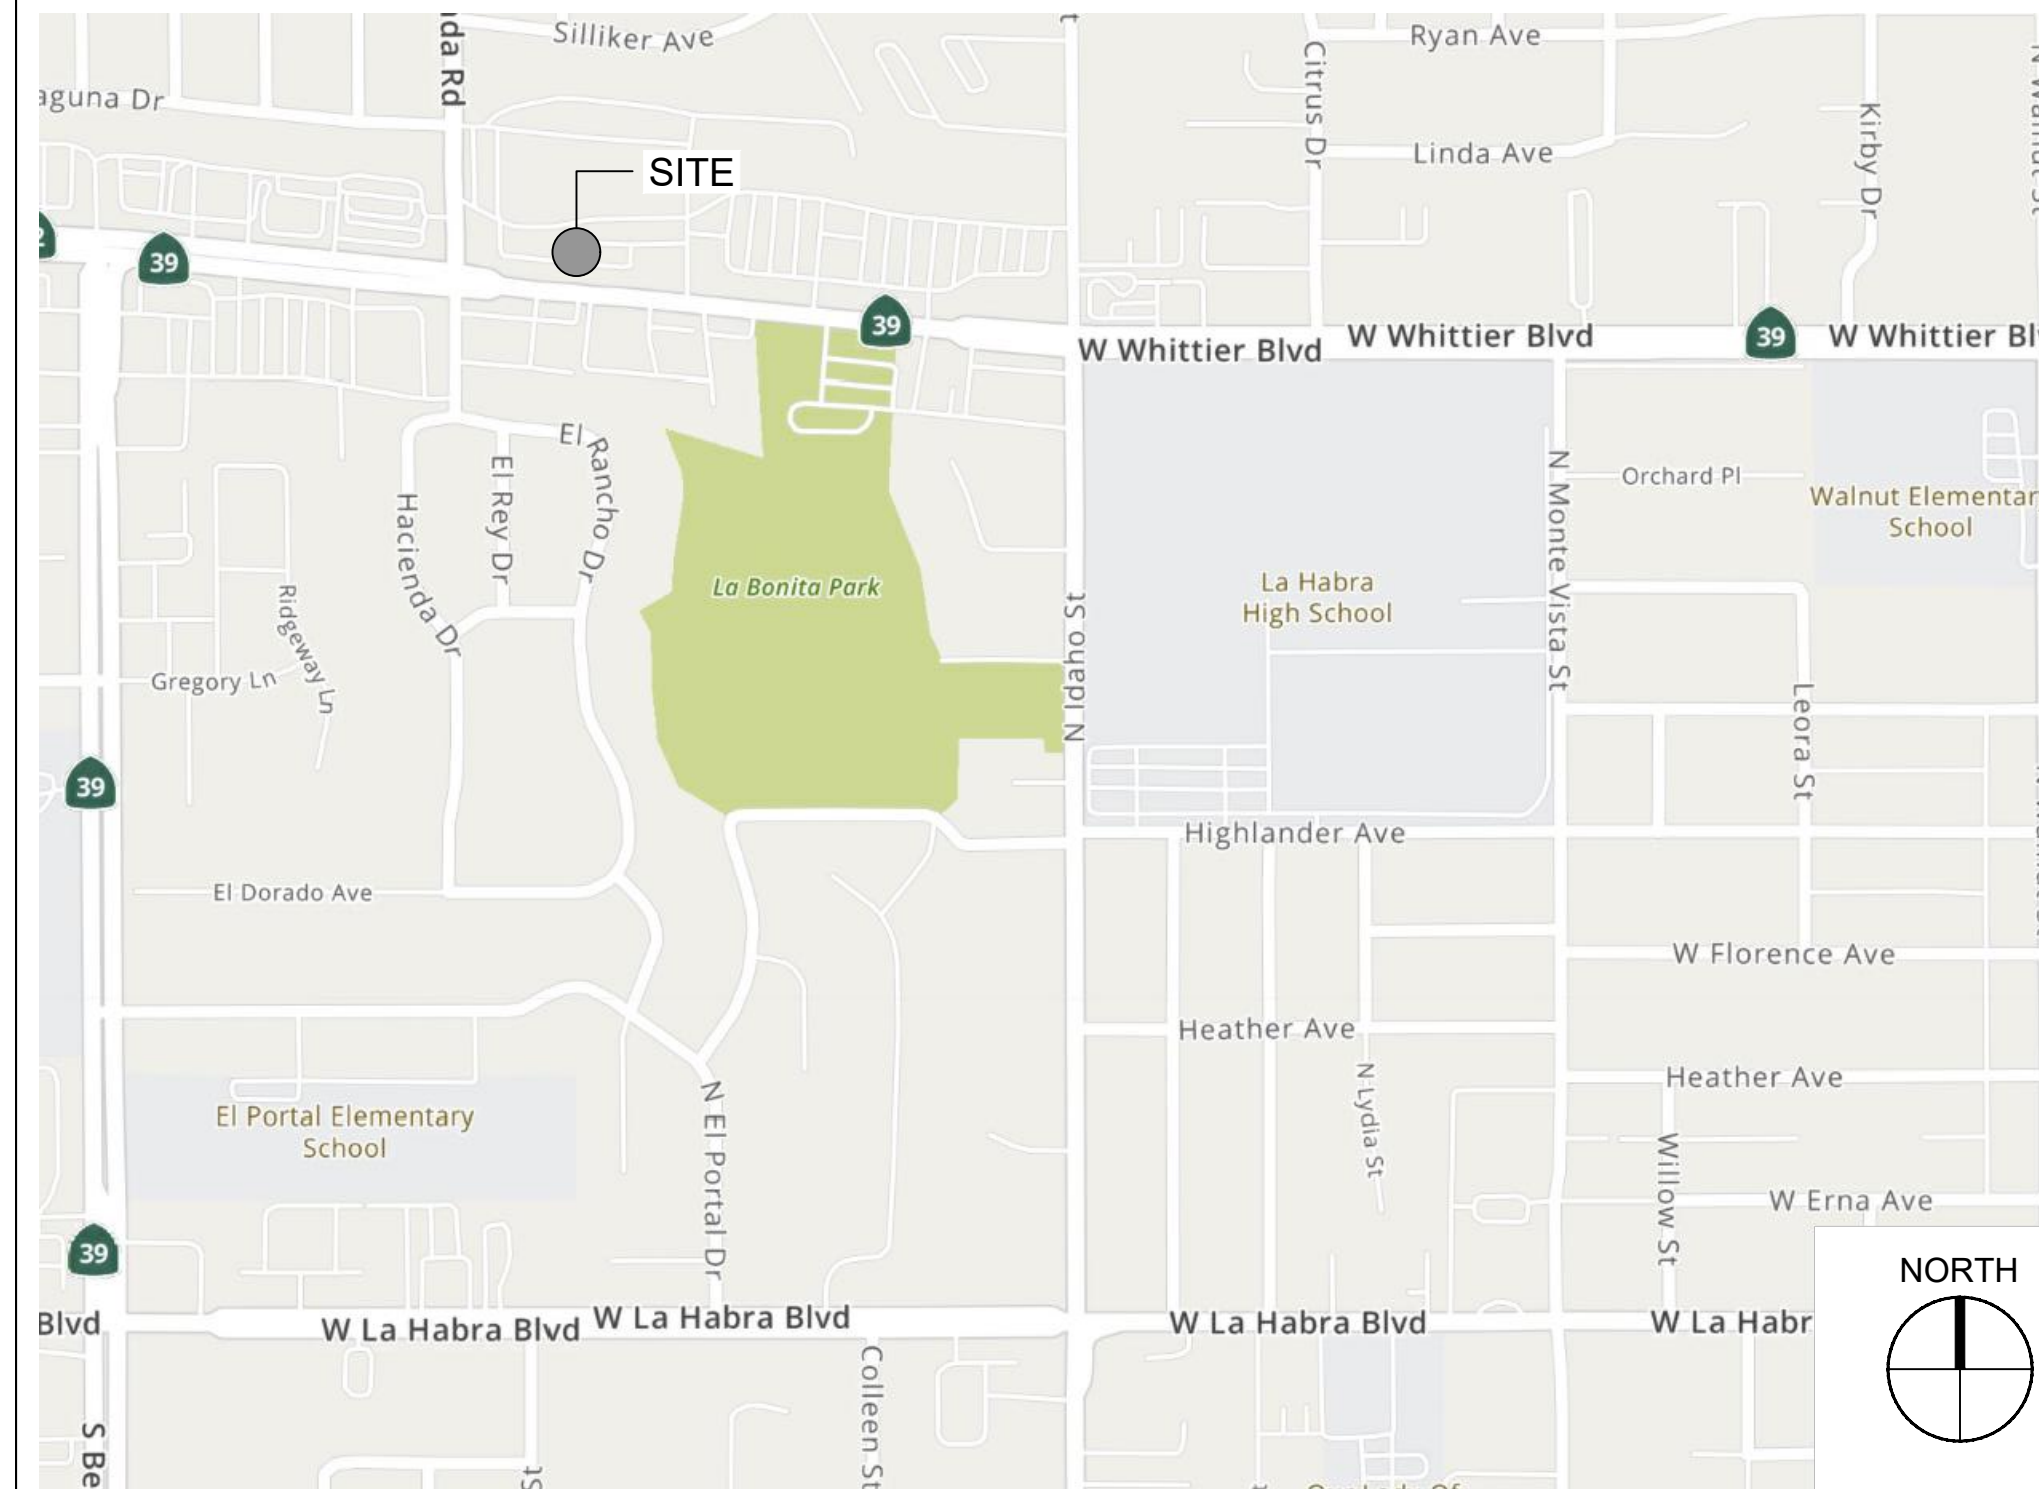 Silliker Ave
Ryan Ave
nda Rd
Citrus Dr
aguna Dr
Kirby Dr
Linda Ave
SITE
39
39
W Whittier Blvd
W Whittier Blvd
39
W Whittier Bl
El Rancho Dr
El Rey Dr
Hacienda Dr
N Monte Vista St
Orchard Pl
Walnut Elementar
School
La Bonita Park
La Habra
High School
N Idaho St
Ridgeway Ln
Gregory Ln
Leora St
39
Highlander Ave
El Dorado Ave
W Florence Ave
Heather Ave
N Lydia St
Heather Ave
El Portal Elementary
School
N El Portal Dr
Willow St
W Erna Ave
39
NORTH
Blvd
W La Habra Blvd
W La Habra Blvd
W La Habra Blvd
W La Habr
Colleen St
S Be
St